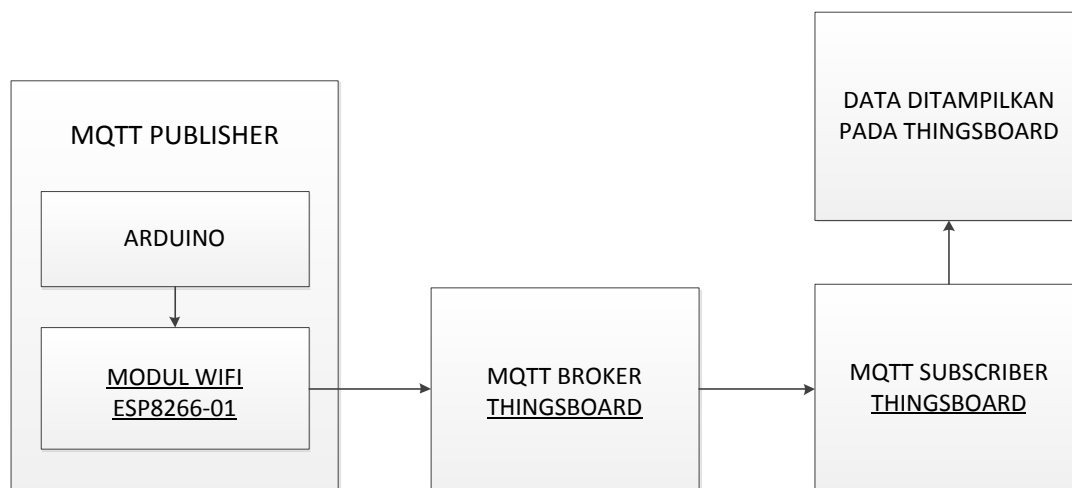 MQTT PUBLISHER
ARDUINO
MODUL WIFI
ESP8266-01
MQTT BROKER
THINGSBOARD
MQTT SUBSCRIBER
THINGSBOARD
DATA DITAMPILKAN
PADA THINGSBOARD